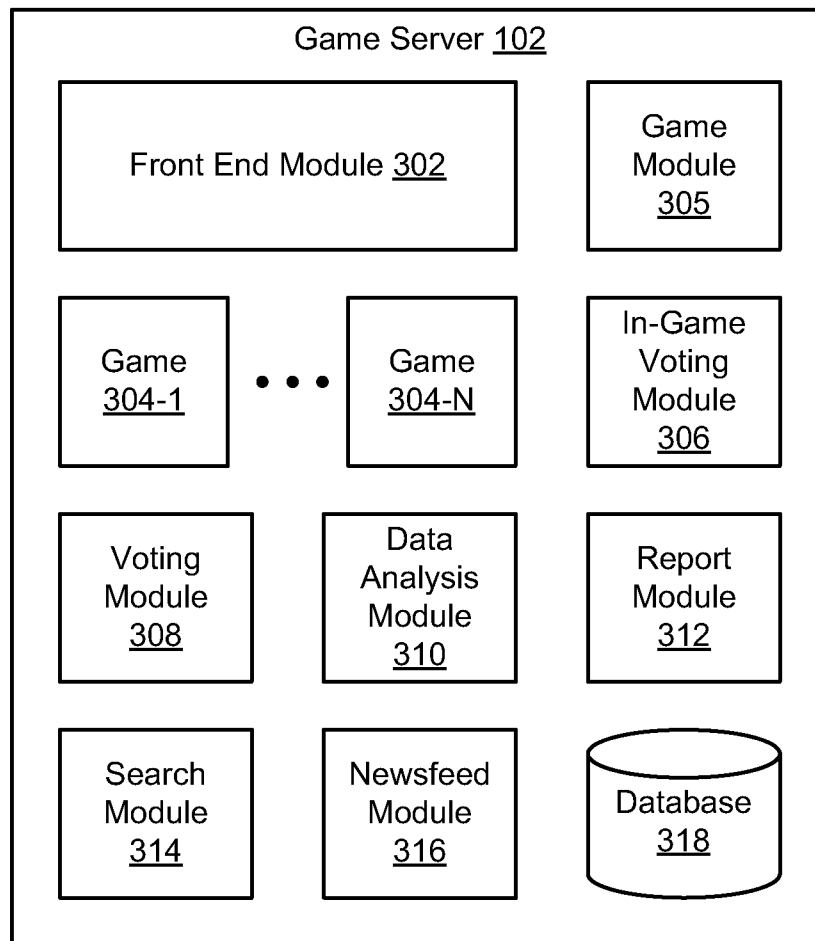 Game Server 102
Front End Module 302
Game
Module
305
Game
304-1
Game
304-N
In-Game
Voting
Module
306
Voting
Module
308
Data
Analysis
Module
310
Report
Module
312
Search
Module
314
Newsfeed
Module
316
Database
318